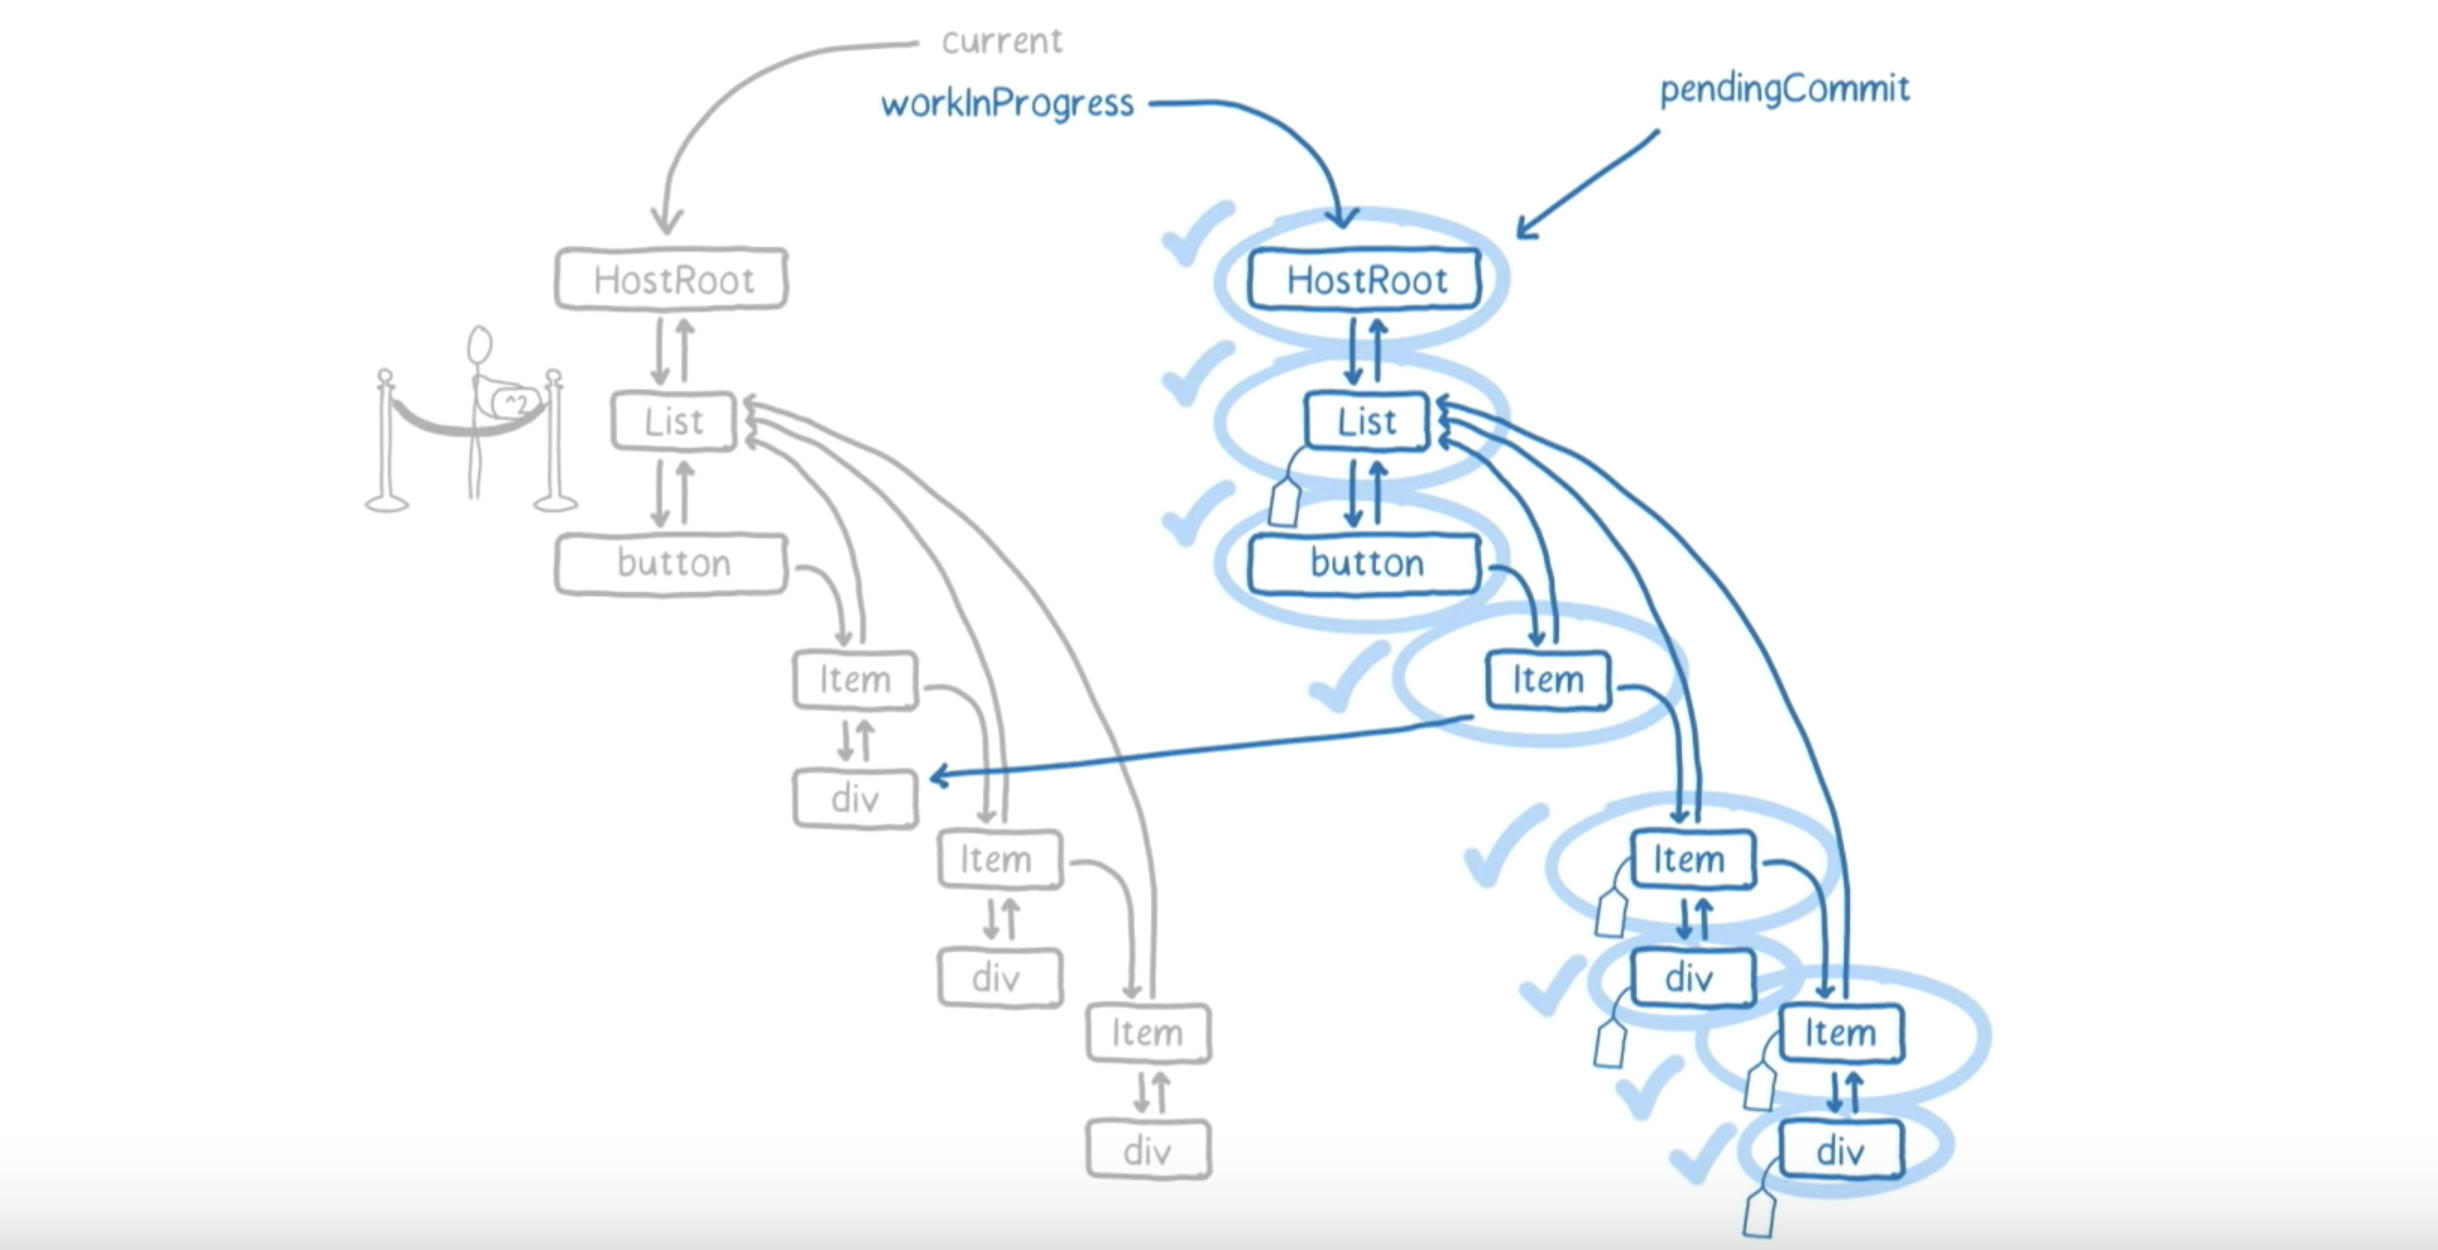 current
workInProgress
pendingCommit
HostRoot
HostRoot
^2
List
List
button
button
Item
Item
div
Item
Item
div
div
Item
Item
div
div